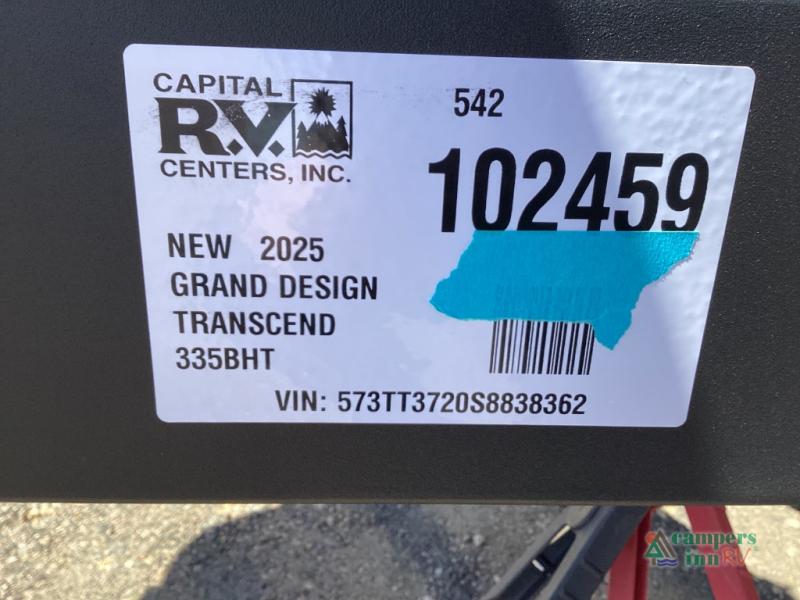 CAPITAL
R.V.
CENTERS, INC.
542
102459
NEW 2025
GRAND DESIGN
TRANSCEND
335BHT
VIN: 573TT3720S8838362
campers
inn RV